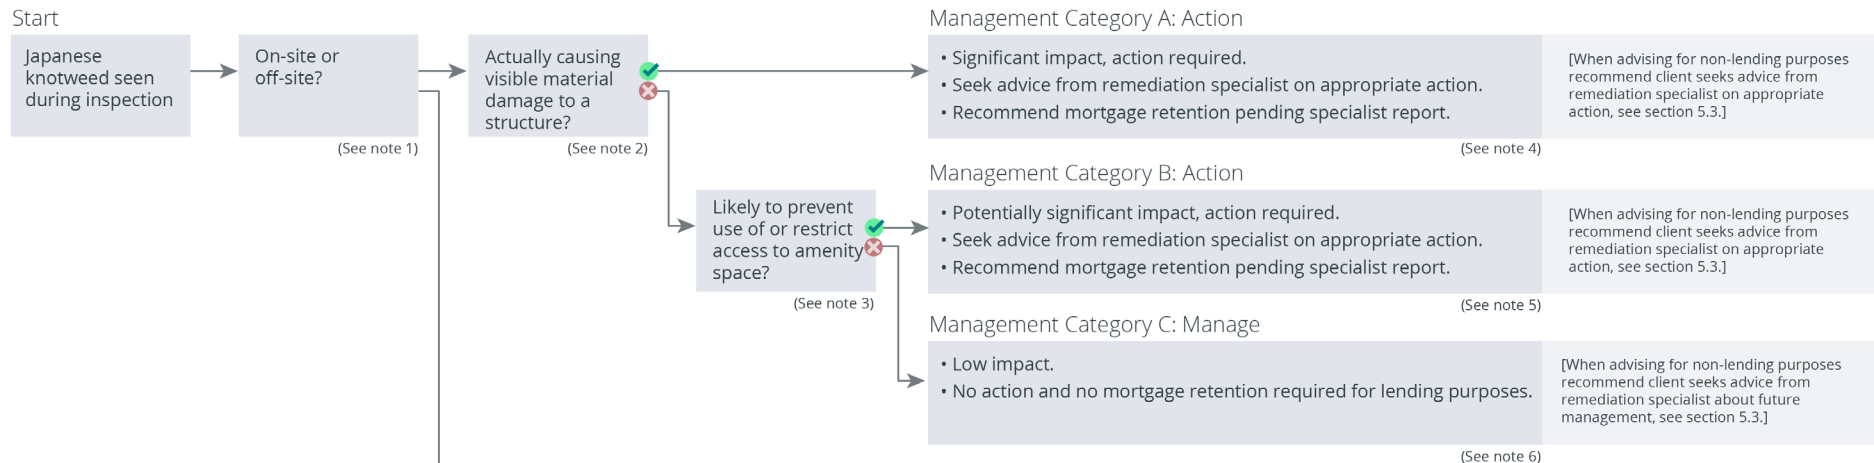 Start
Japanese
knotweed seen
during inspection
On-site or
off-site?
(See note 1)
Actually causing
visible material
damage to a
structure?
(See note 2)
Management Category A: Action
• Significant impact, action required.
• Seek advice from remediation specialist on appropriate action.
• Recommend mortgage retention pending specialist report.
[When advising for non-lending purposes
recommend client seeks advice from
remediation specialist on appropriate
action, see section 5.3.]
(See note 4)
Likely to prevent
use of or restrict
access to amenity
space?
(See note 3)
Management Category B: Action
• Potentially significant impact, action required.
• Seek advice from remediation specialist on appropriate action.
• Recommend mortgage retention pending specialist report.
[When advising for non-lending purposes
recommend client seeks advice from
remediation specialist on appropriate
action, see section 5.3.]
(See note 5)
Management Category C: Manage
• Low impact.
• No action and no mortgage retention required for lending purposes.
[When advising for non-lending purposes
recommend client seeks advice from
remediation specialist about future
management, see section 5.3.]
(See note 6)